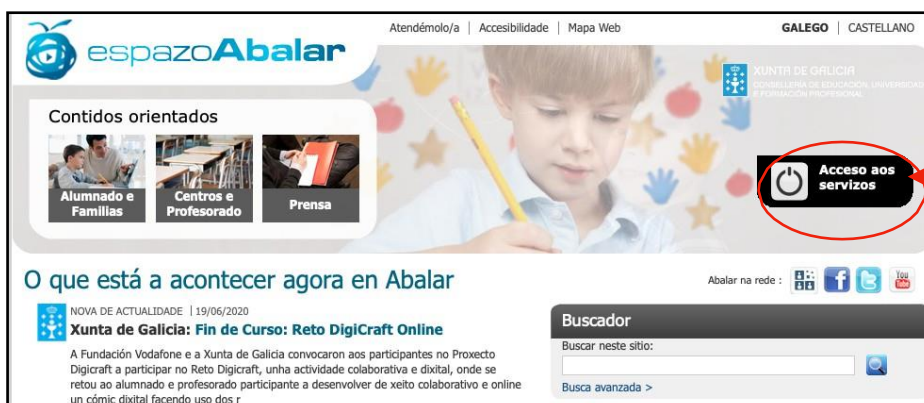 Atendémolo/a | Accesibilidade | Mapa Web
GALEGO | CASTELLANO
espazoAbalar
XUNTA DE GALICIA
CONSELLERÍA DE EDUCACIÓN, UNIVERSIDADE
E FORMACIÓN PROFESIONAL
Contidos orientados
Alumnado e
Familias
Centros e
Profesorado
Prensa
Acceso aos
servizos
O que está a acontecer agora en Abalar
Abalar na rede :
You
Tube
NOVA DE ACTUALIDADE | 19/06/2020
Xunta de Galicia: Fin de Curso: Reto DigiCraft Online
A Fundación Vodafone e a Xunta de Galicia convocaron aos participantes no Proxecto
Digicraft a participar no Reto Digicraft, unha actividade colaborativa e dixital, onde se
retou ao alumnado e profesorado participante a desenvolver de xeito colaborativo e online
un cómic dixital facendo uso dos r
Buscador
Buscar neste sitio:
Busca avanzada >